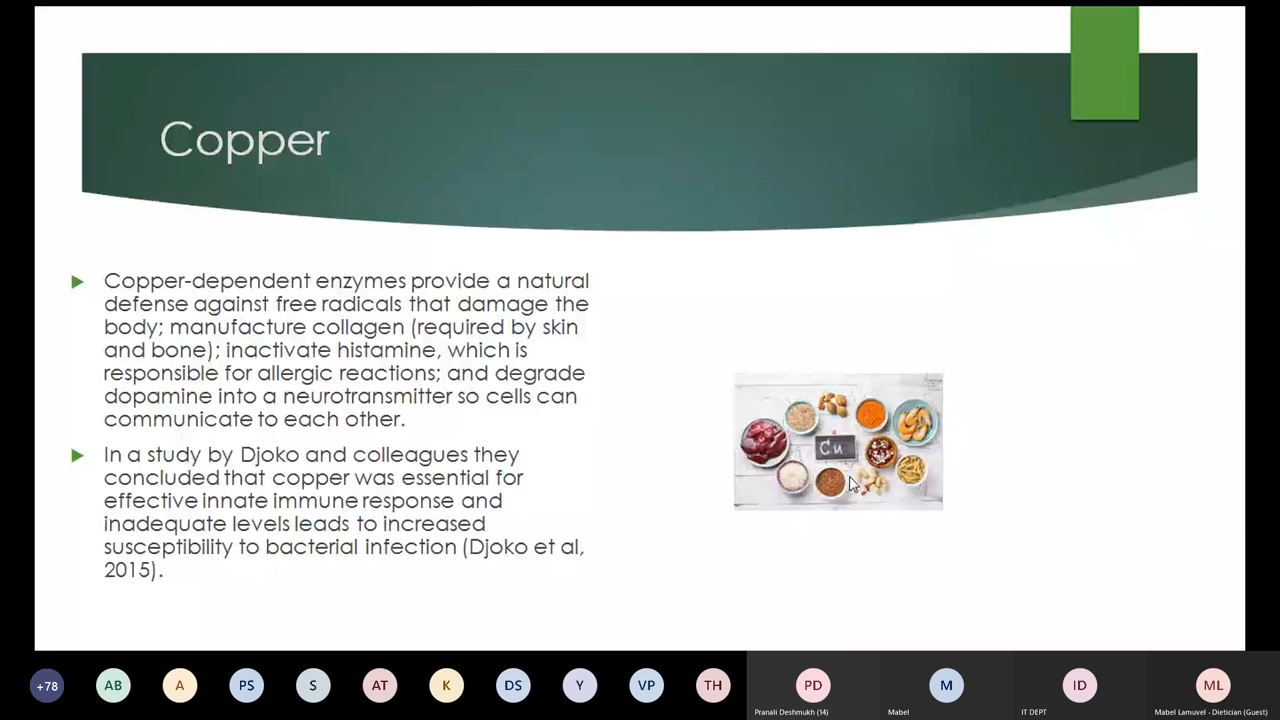 Copper
Copper-dependent enzymes provide a natural
defense against free radicals that damage the
body; manufacture collagen (required by skin
and bone); inactivate histamine, which is
responsible for allergic reactions; and degrade
dopamine into a neurotransmitter so cells can
communicate to each other.
In a study by Djoko and colleagues they
concluded that copper was essential for
effective innate immune response and
inadequate levels leads to increased
susceptibility to bacterial infection (Djoko et al,
2015).
Cu
+78
AB
A
PS
S
AT
K
DS
Y
VP
TH
PD
M
ID
ML
Pranali Deshmukh (14)
Mabel
IT DEPT
Mabel Lamuvel - Dietician (Guest)